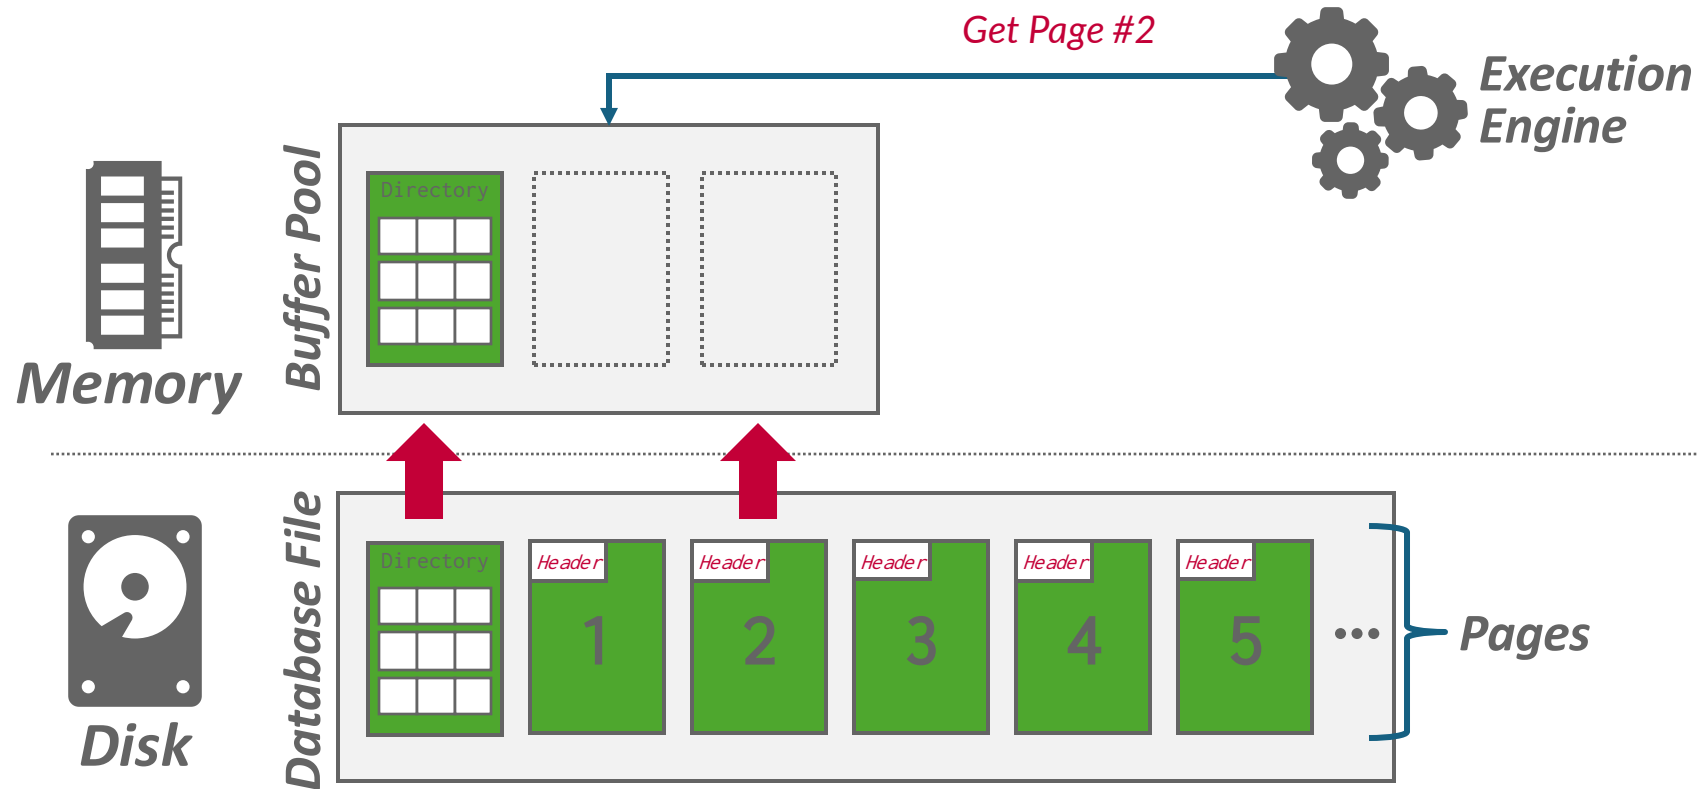 Get Page #2
Execution
Engine
Buffer Pool
Directory
Memory
Database File
Directory
Header
1
Header
2
Header
3
Header
4
Header
5
...
Pages
Disk